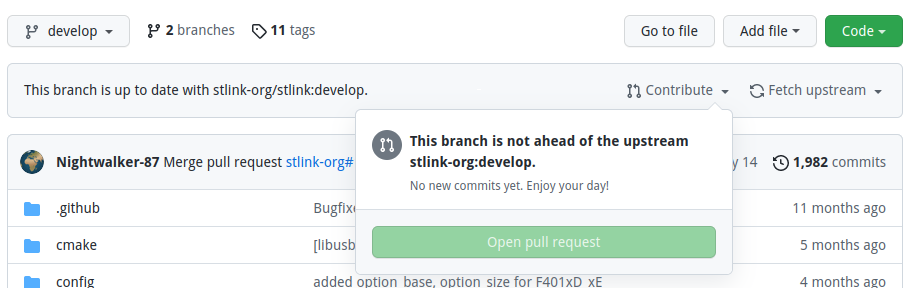 develop 2 branches 11 tags Go to file Add file Code
This branch is up to date with stlink-org/stlink:develop. Contribute Fetch upstream
This branch is not ahead of the upstream
stlink-org:develop.
No new commits yet. Enjoy your day!
Open pull request
Nightwalker-87 Merge pull request stlink-org# y 14 1,982 commits
.github Bugfix 11 months ago
cmake [libusb 5 months ago
config added option_base, option_size for F401xD_xE 4 months ago